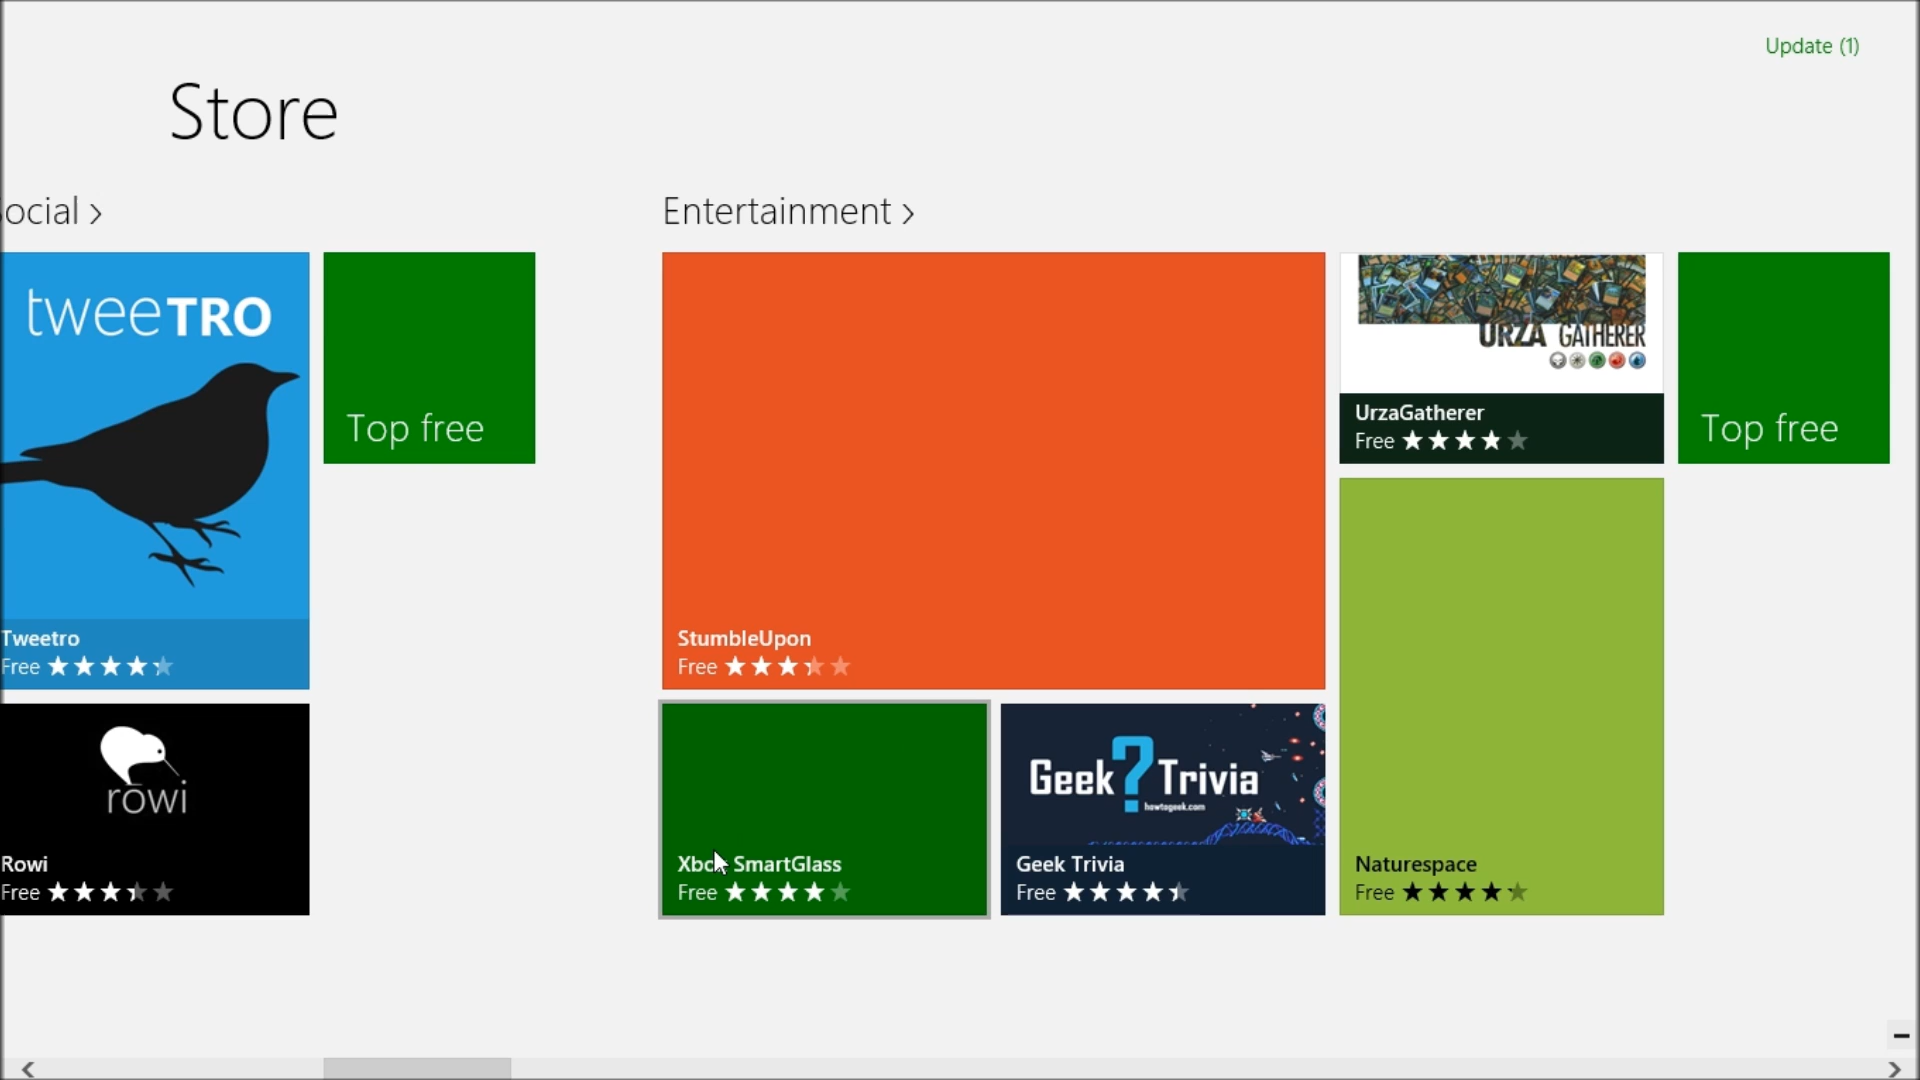 Update (1)
Store
ocial >
Entertainment >
tweeTRO
Top free
URZA GATHERER
UrzaGatherer
Free
Top free
Tweetro
Free
StumbleUpon
Free
rowi
Geek ? Trivia
howtogeek.com
Rowi
Free
Xbox SmartGlass
Free
Geek Trivia
Free
Naturespace
Free